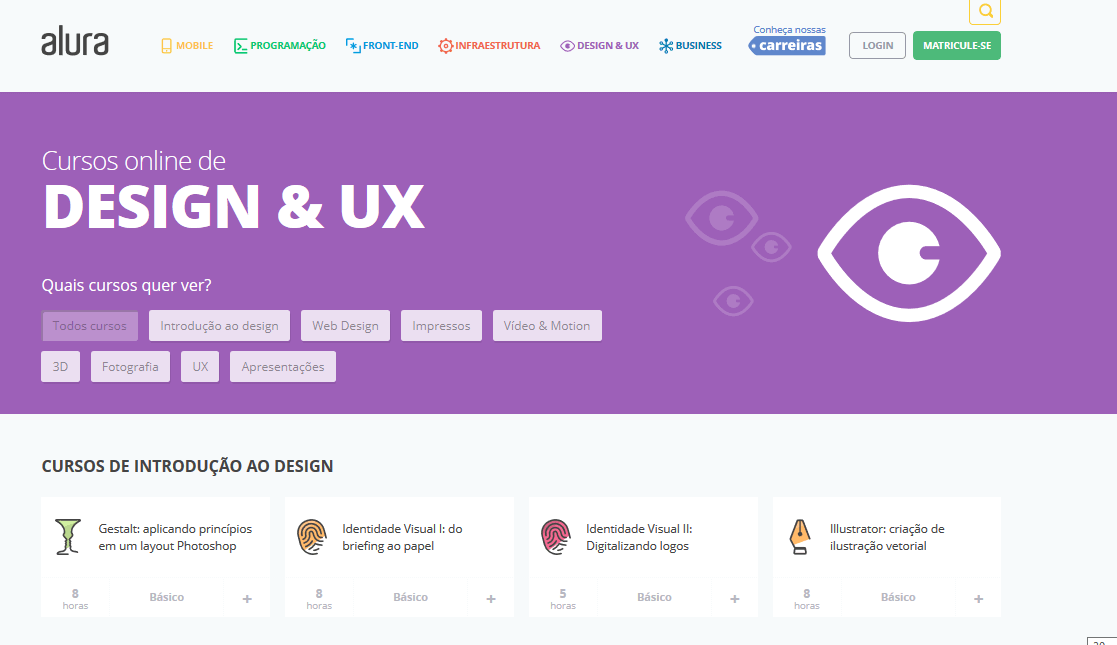 alura
MOBILE
PROGRAMAÇÃO
FRONT-END
INFRAESTRUTURA
DESIGN & UX
BUSINESS
Conheça nossas
carreiras
LOGIN
MATRICULE-SE
Cursos online de
DESIGN & UX
Quais cursos quer ver?
Todos cursos
Introdução ao design
Web Design
Impressos
Vídeo & Motion
3D
Fotografia
UX
Apresentações
CURSOS DE INTRODUÇÃO AO DESIGN
Gestalt: aplicando princípios
em um layout Photoshop
8
horas
Básico
+
Identidade Visual I: do
briefing ao papel
8
horas
Básico
+
Identidade Visual II:
Digitalizando logos
5
horas
Básico
+
Illustrator: criação de
ilustração vetorial
8
horas
Básico
+